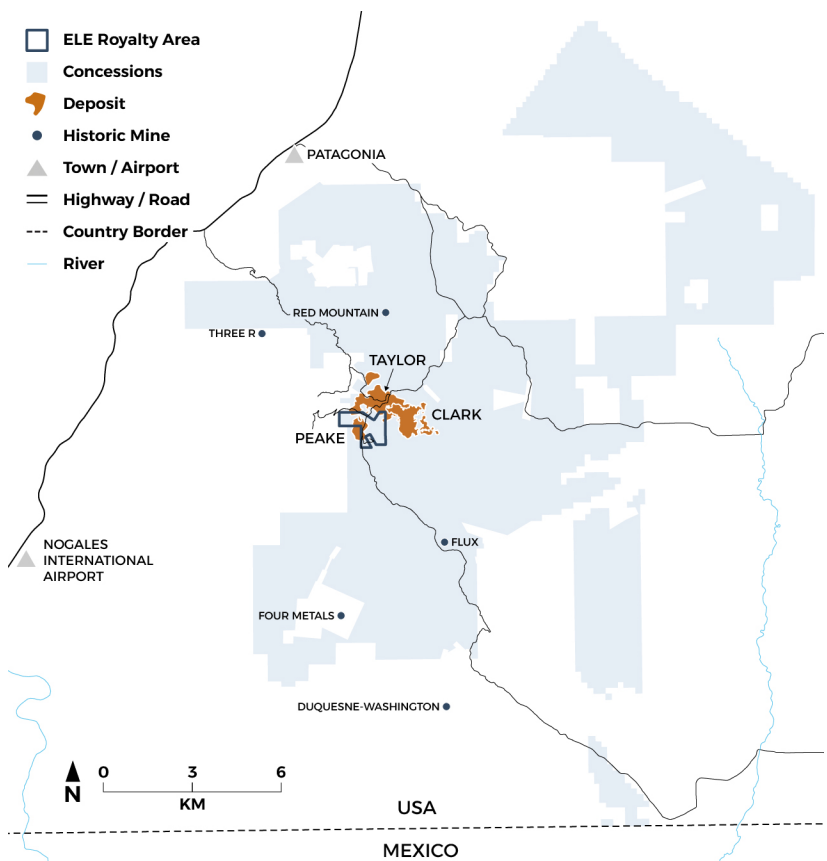 ELE Royalty Area
Concessions
Deposit
Historic Mine
Town / Airport
Highway / Road
Country Border
River
PATAGONIA
RED MOUNTAIN
THREE R
TAYLOR
CLARK
PEAKE
NOGALES
INTERNATIONAL
AIRPORT
FLUX
FOUR METALS
DUQUESNE-WASHINGTON
N
0 3 6
KM
USA
MEXICO